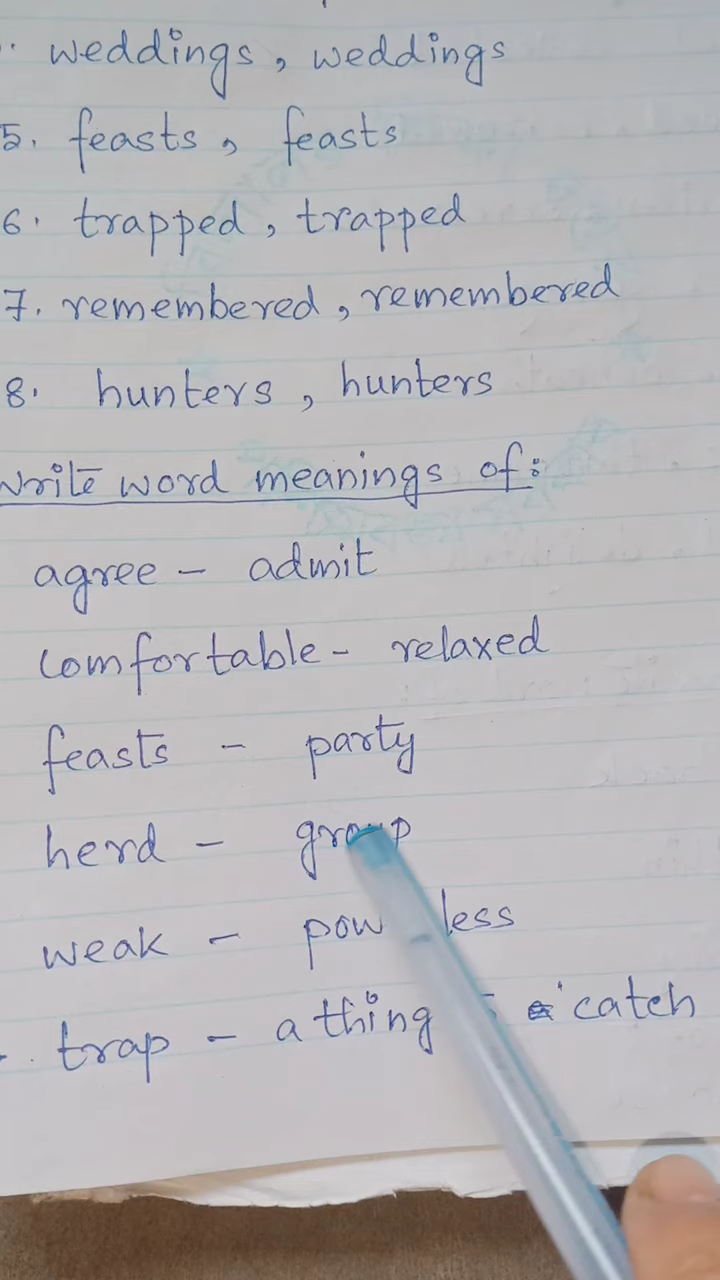 weddings, weddings
5. feasts, feasts
6. trapped, trapped
7. remembered, remembered
8. hunters, hunters
Write word meanings of:
agree - admit
comfortable - relaxed
feasts - party
herd - group
weak - pow less
trap - a thing catch